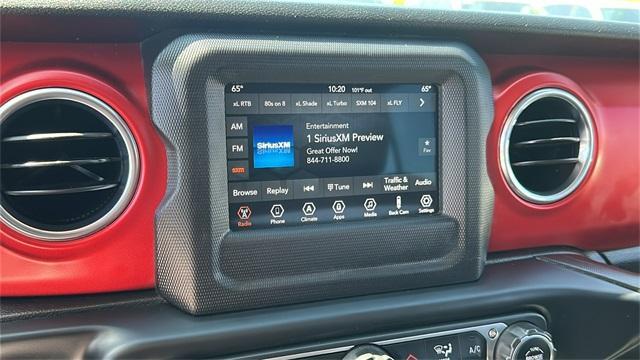 65° 10:20 101°F out 65°
xL RTB 80s on 8 xL Shade xL Turbo SXM 104 xL FLY
AM
FM
SXM
SiriusXM
Entertainment
1 SiriusXM Preview
Great Offer Now!
844-711-8800
Fav
Browse Replay Tune Traffic & Weather Audio
Radio Phone Climate Apps Media Back Cam Settings
A/C